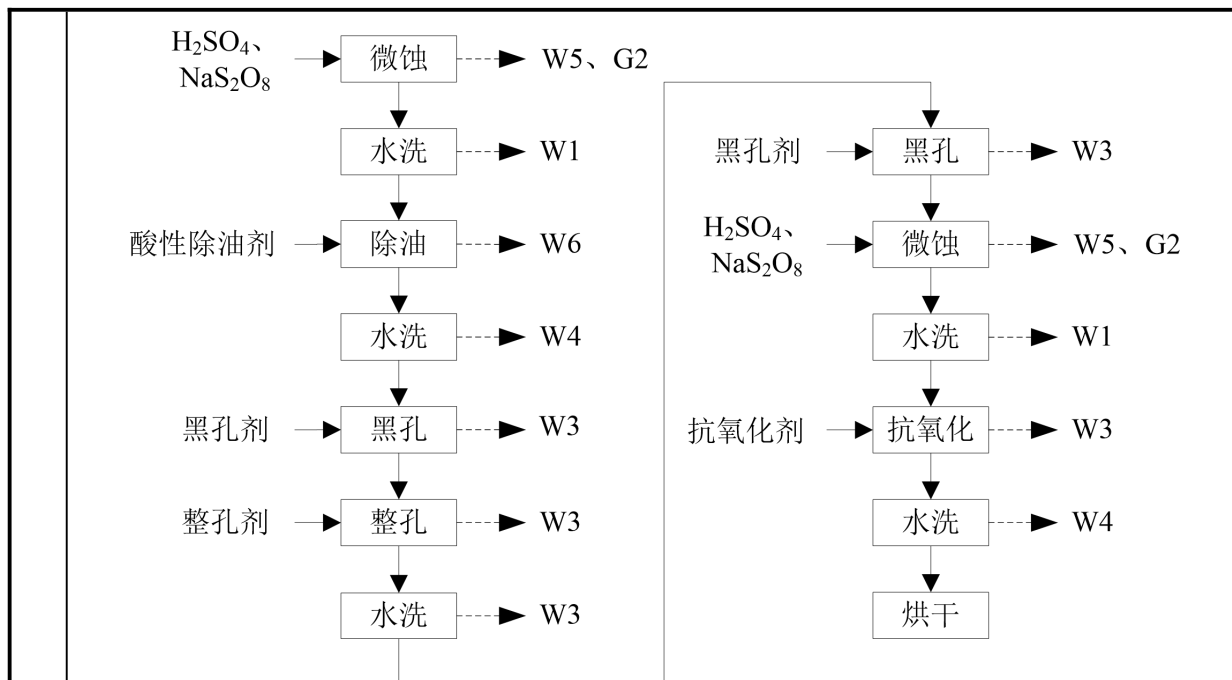 H₂SO₄、
NaS₂O₈
微蚀
W5、G2
水洗
W1
酸性除油剂
除油
W6
水洗
W4
黑孔剂
黑孔
W3
整孔剂
整孔
W3
水洗
W3
黑孔剂
黑孔
W3
H₂SO₄、
NaS₂O₈
微蚀
W5、G2
水洗
W1
抗氧化剂
抗氧化
W3
水洗
W4
烘干